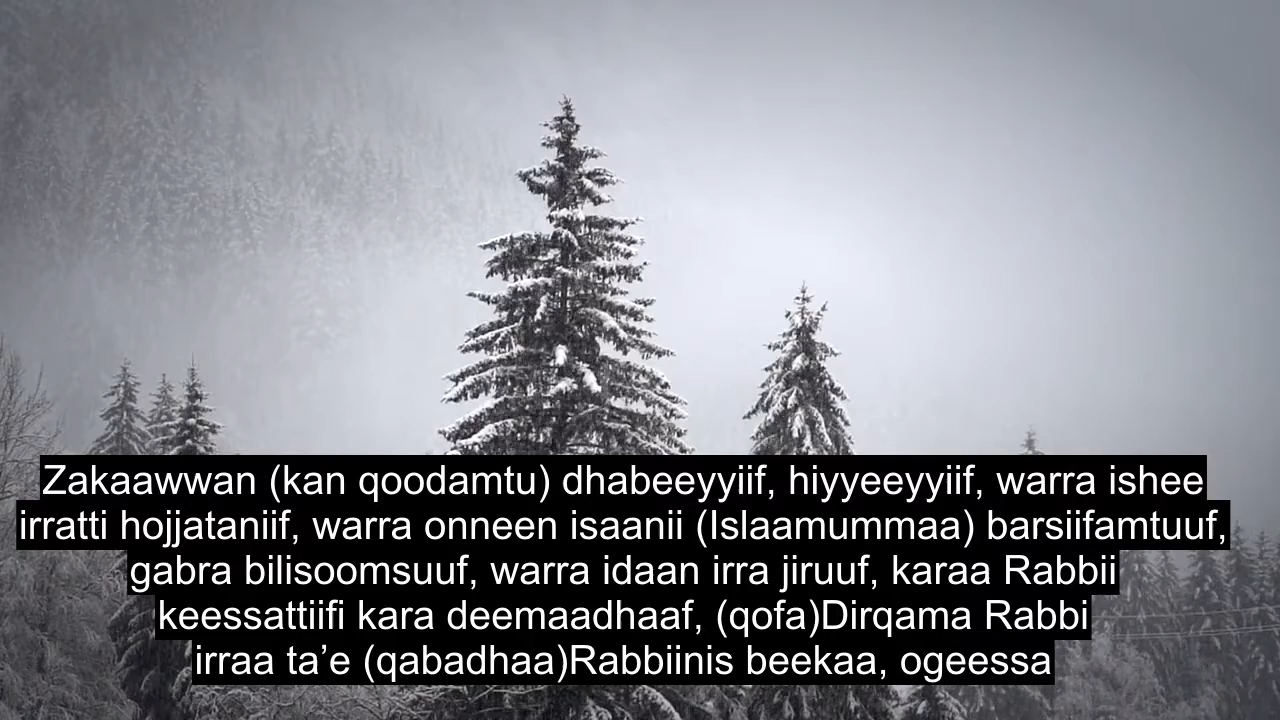 Zakaawwan (kan qoodamtu) dhabeeyyiif, hiyyeeyyiif, warra ishee
irratti hojjataniif, warra onneen isaanii (Islaamummaa) barsiifamtuuf,
gabra bilisoomsuuf, warra idaan irra jiruuf, karaa Rabbii
keessattiifi kara deemaadhaaf, (qofa)Dirqama Rabbi
irraa ta’e (qabadhaa)Rabbiinis beekaa, ogeessa